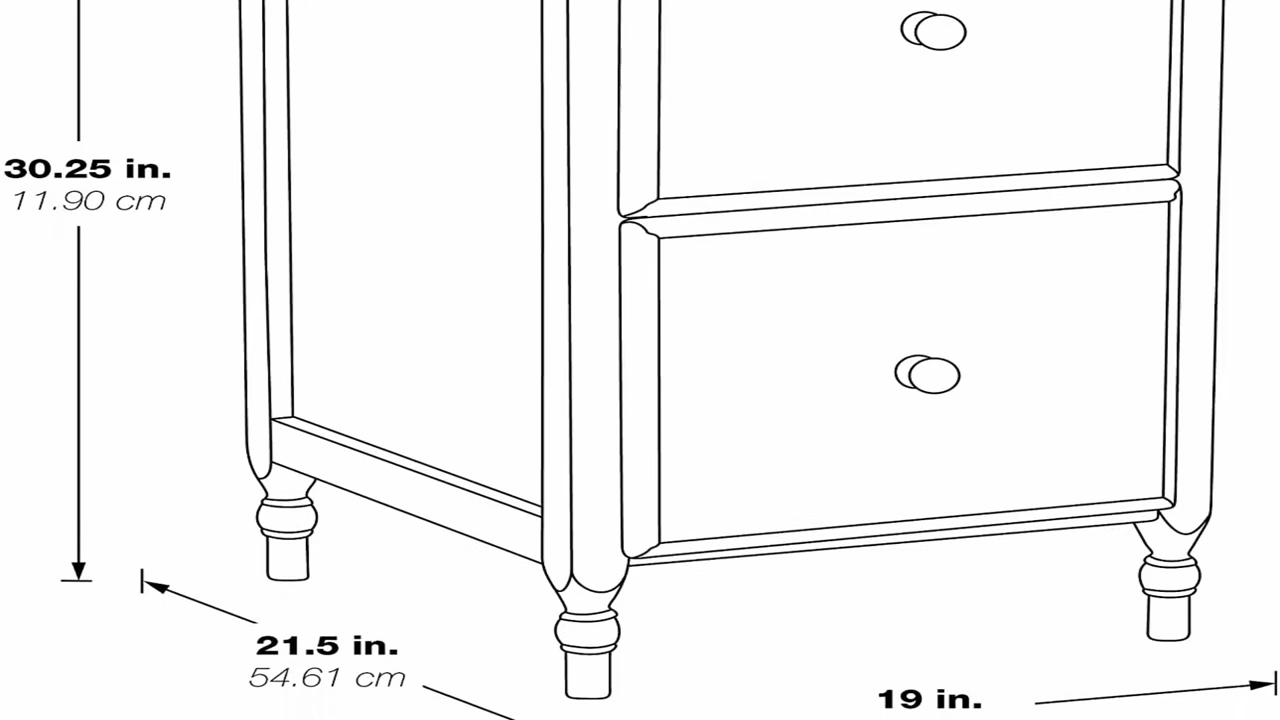 30.25 in.
11.90 cm
21.5 in.
54.61 cm
19 in.